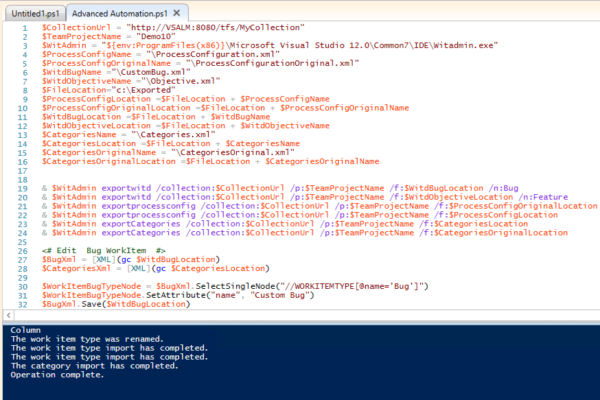 Untitled1.ps1 Advanced Automation.ps1 X
1 $CollectionUrl = "http://VSALM:8080/tfs/MyCollection"
2 $TeamProjectName = "Demo10"
3 $WitAdmin = "${env:ProgramFiles(x86)}\Microsoft Visual Studio 12.0\Common7\IDE\Witadmin.exe"
4 $ProcessConfigName = "\ProcessConfiguration.xml"
5 $ProcessConfigOriginalName = "\ProcessConfigurationOriginal.xml"
6 $WitdBugName ="\CustomBug.xml"
7 $WitdObjectiveName ="\Objective.xml"
8 $FileLocation="c:\Exported"
9 $ProcessConfigLocation =$FileLocation + $ProcessConfigName
10 $ProcessConfigOriginalLocation =$FileLocation + $ProcessConfigOriginalName
11 $WitdBugLocation =$FileLocation + $WitdBugName
12 $WitdObjectiveLocation =$FileLocation + $WitdObjectiveName
13 $CategoriesName = "\Categories.xml"
14 $CategoriesLocation =$FileLocation + $CategoriesName
15 $CategoriesOriginalName = "\CategoriesOriginal.xml"
16 $CategoriesOriginalLocation =$FileLocation + $CategoriesOriginalName
17
18
19 & $WitAdmin exportwitd /collection:$CollectionUrl /p:$TeamProjectName /f:$WitdBugLocation /n:Bug
20 & $WitAdmin exportwitd /collection:$CollectionUrl /p:$TeamProjectName /f:$WitdObjectiveLocation /n:Feature
21 & $WitAdmin exportprocessconfig /collection:$CollectionUrl /p:$TeamProjectName /f:$ProcessConfigOriginalLocation
22 & $WitAdmin exportprocessconfig /collection:$CollectionUrl /p:$TeamProjectName /f:$ProcessConfigLocation
23 & $WitAdmin exportCategories /collection:$CollectionUrl /p:$TeamProjectName /f:$CategoriesLocation
24 & $WitAdmin exportCategories /collection:$CollectionUrl /p:$TeamProjectName /f:$CategoriesOriginalLocation
25
26 <# Edit Bug WorkItem #>
27 $BugXml = [XML](gc $WitdBugLocation)
28 $CategoriesXml = [XML](gc $CategoriesLocation)
29
30 $WorkItemBugTypeNode = $BugXml.SelectSingleNode("//WORKITEMTYPE[@name='Bug']")
31 $WorkItemBugTypeNode.SetAttribute("name", "Custom Bug")
32 $BugXml.Save($WitdBugLocation)
Column
The work item type was renamed.
The work item type import has completed.
The work item type import has completed.
The category import has completed.
Operation complete.